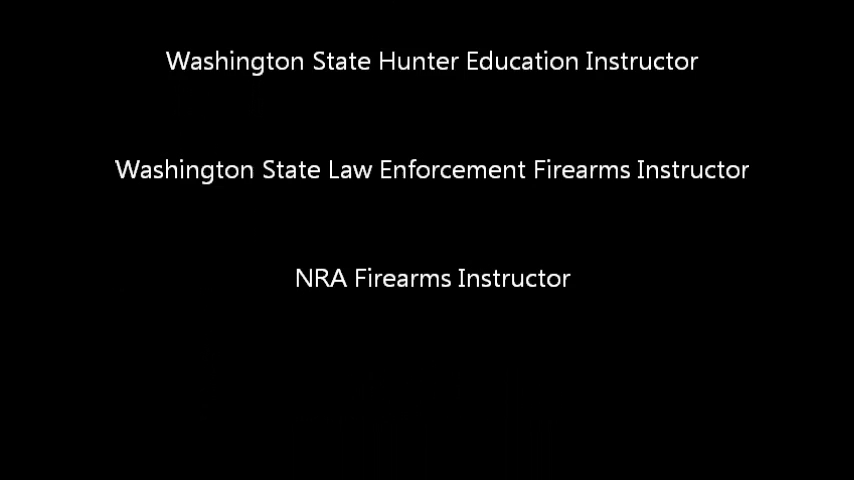 Washington State Hunter Education Instructor
Washington State Law Enforcement Firearms Instructor
NRA Firearms Instructor